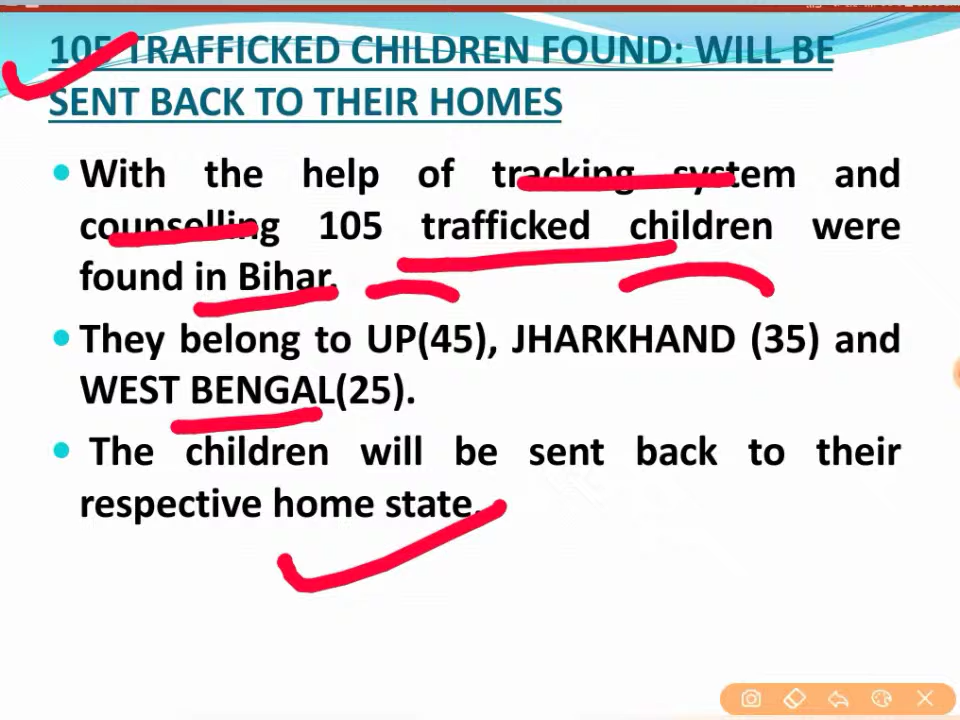 105 TRAFFICKED CHILDREN FOUND: WILL BE
SENT BACK TO THEIR HOMES
With the help of tracking system and
counselling 105 trafficked children were
found in Bihar.
They belong to UP(45), JHARKHAND (35) and
WEST BENGAL(25).
The children will be sent back to their
respective home state.